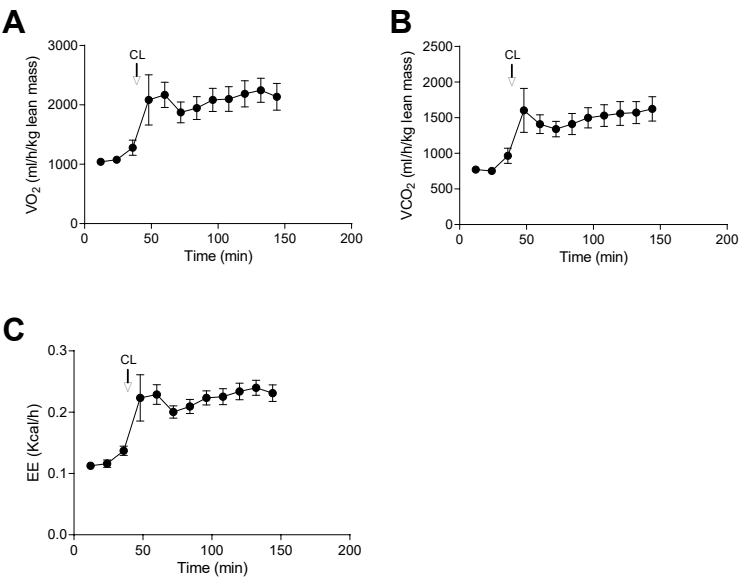 A
VO2 (ml/h/kg lean mass)
3000
2000
1000
0
CL
0 50 100 150 200
Time (min)
B
VCO2 (ml/h/kg lean mass)
2500
2000
1500
1000
500
0
CL
0 50 100 150 200
Time (min)
C
EE (Kcal/h)
0.3
0.2
0.1
0.0
CL
0 50 100 150 200
Time (min)